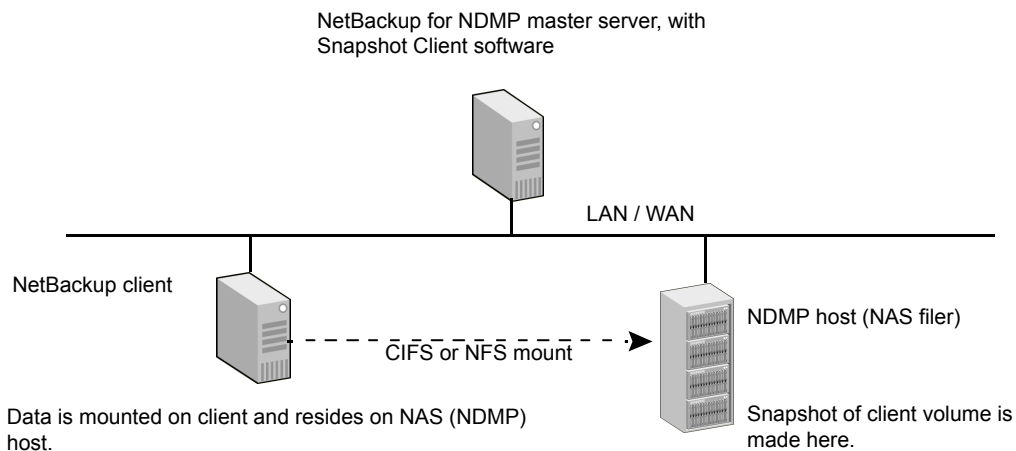 NetBackup for NDMP master server, with
Snapshot Client software
LAN / WAN
NetBackup client
NDMP host (NAS filer)
CIFS or NFS mount
Data is mounted on client and resides on NAS (NDMP)
host.
Snapshot of client volume is
made here.